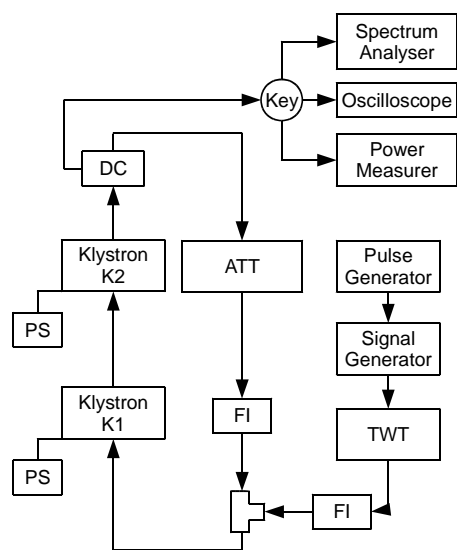 Spectrum
Analyser
Key
Oscilloscope
Power
Measurer
DC
Klystron
K2
ATT
Pulse
Generator
PS
Signal
Generator
Klystron
K1
FI
TWT
PS
FI